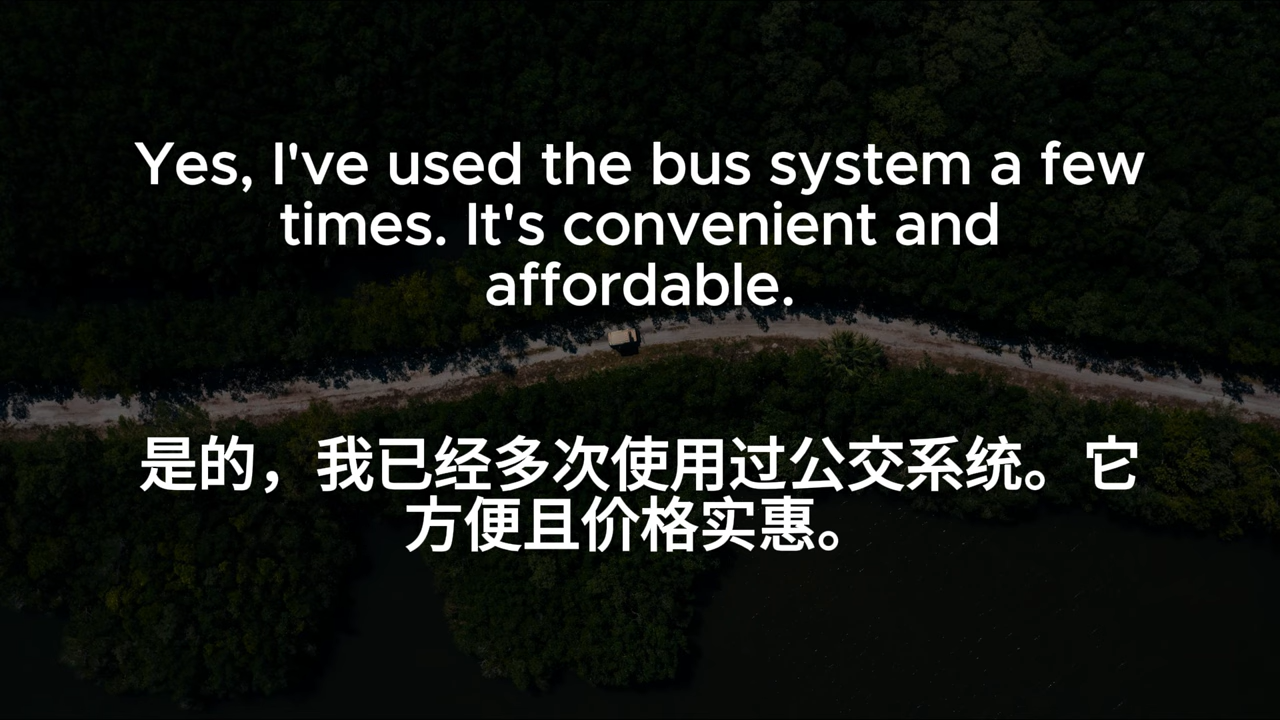 Yes, I've used the bus system a few
times. It's convenient and
affordable.
是的，我已经多次使用过公交系统。它
方便且价格实惠。